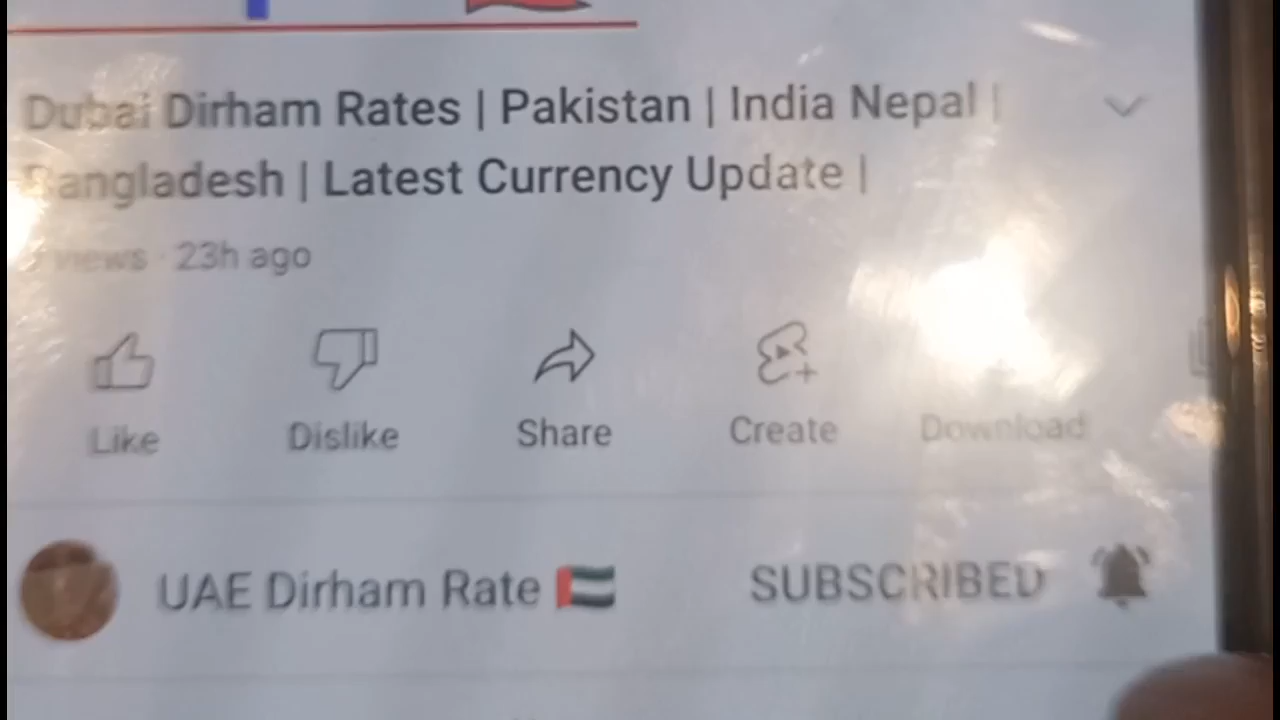 Dubai Dirham Rates | Pakistan | India Nepal |
Bangladesh | Latest Currency Update |
views · 23h ago
Like Dislike Share Create Download
UAE Dirham Rate SUBSCRIBED